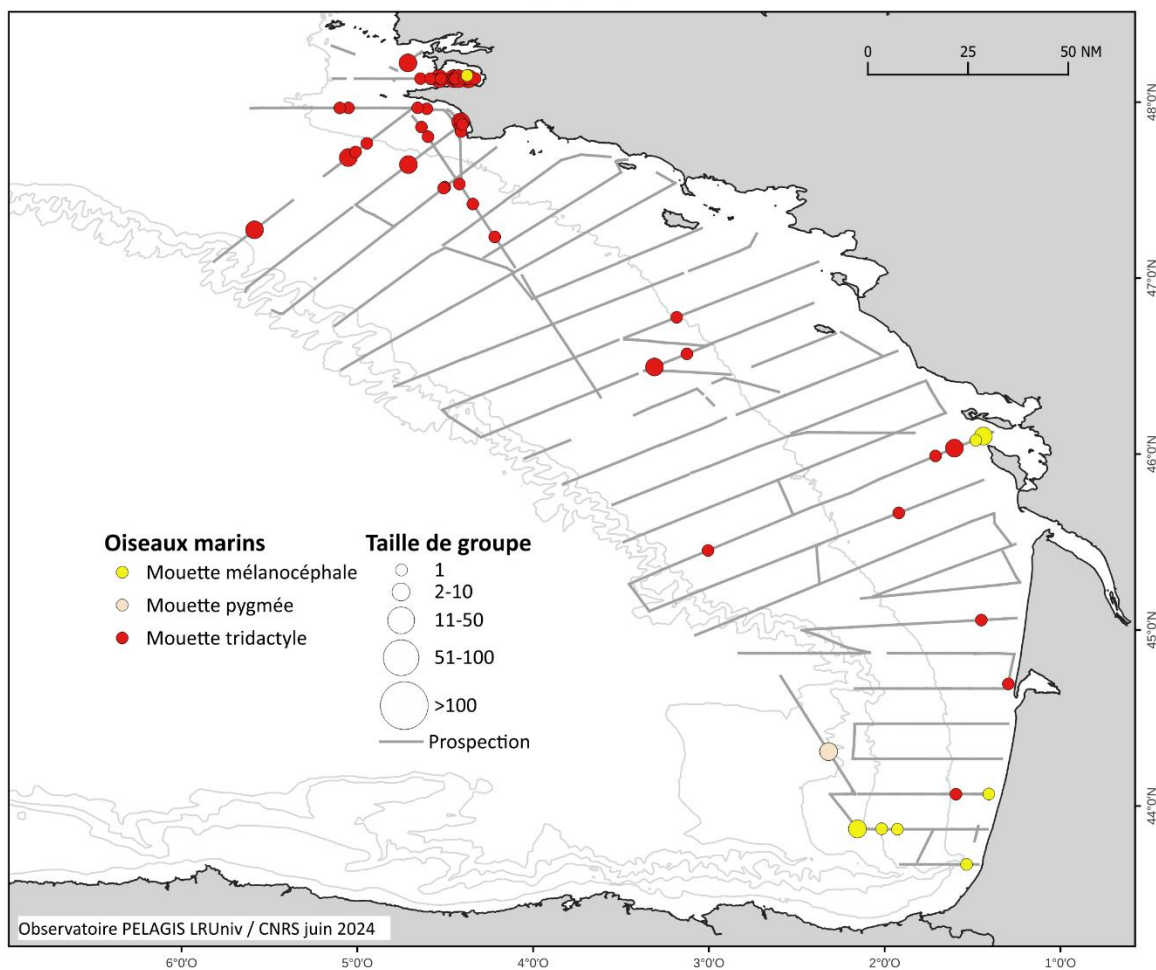 0 25 50 NM
48°0'N
47°0'N
46°0'N
45°0'N
44°0'N
Oiseaux marins
Mouette mélanocéphale
Mouette pygmée
Mouette tridactyle
Taille de groupe
1
2-10
11-50
51-100
>100
Prospection
Observatoire PELAGIS LRUniv / CNRS juin 2024
6°0'O 5°0'O 4°0'O 3°0'O 2°0'O 1°0'O